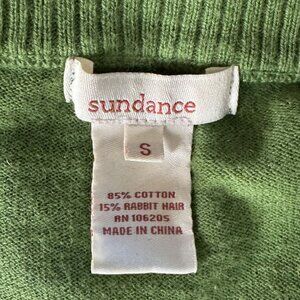 sundance
S
85% COTTON
15% RABBIT HAIR
RN 106205
MADE IN CHINA